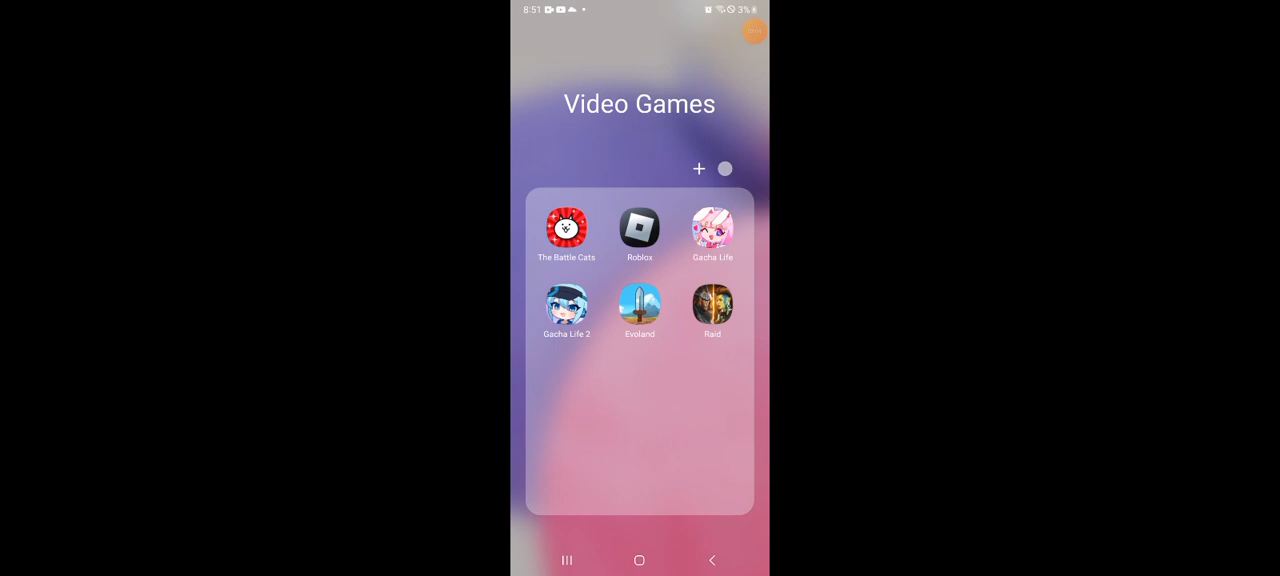 8:51
3%
Video Games
The Battle Cats
Roblox
Gacha Life
Gacha Life 2
Evoland
Raid